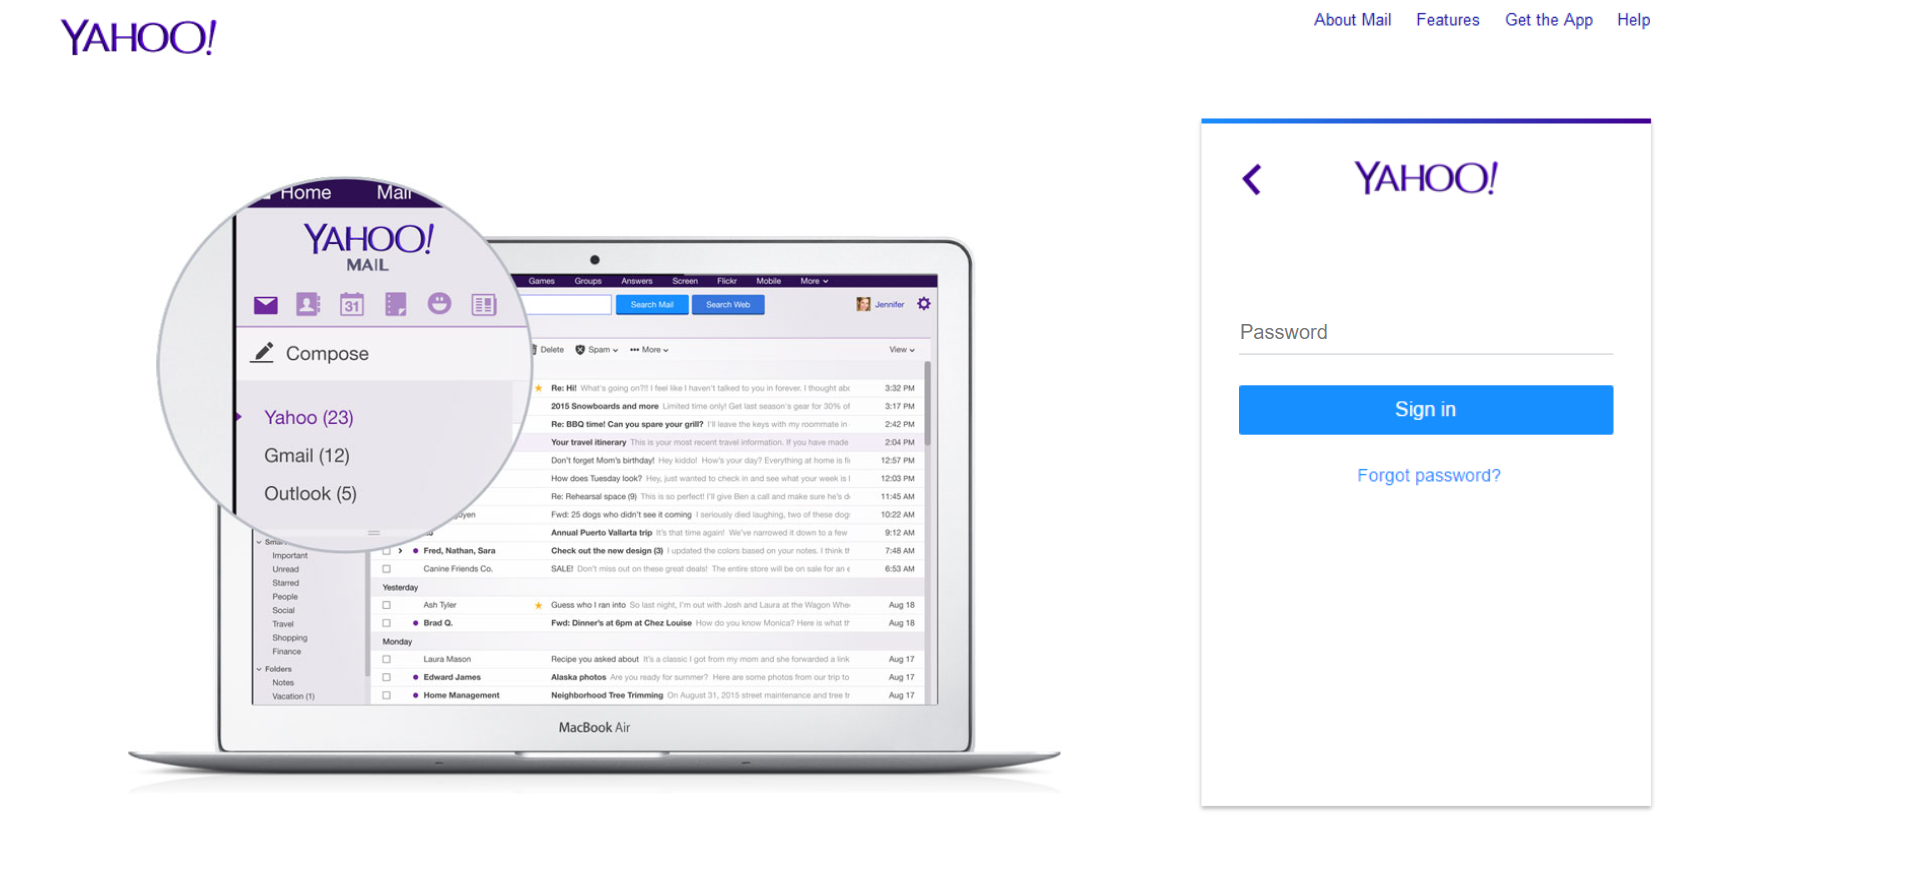 YAHOO!
About Mail Features Get the App Help
Home Mail
YAHOO!
MAIL
31
Compose
Yahoo (23)
Gmail (12)
Outlook (5)
Games Groups Answers Screen Flickr Mobile More
Search Mail Search Web Jennifer
Delete Spam More View
Re: Hi! What's going on?!! I feel like I haven't talked to you in forever. I thought abc 3:32 PM
2015 Snowboards and more Limited time only! Get last season's gear for 30% of 3:17 PM
Re: BBQ time! Can you spare your grill? I'll leave the keys with my roommate in 2:42 PM
Your travel itinerary This is your most recent travel information. If you have made 2:04 PM
Don't forget Mom's birthday! Hey kiddo! How's your day? Everything at home is fi 12:57 PM
How does Tuesday look? Hey, just wanted to check in and see what your week is l 12:03 PM
Re: Rehearsal space (9) This is so perfect! I'll give Ben a call and make sure he's d 11:45 AM
guyen Fwd: 25 dogs who didn't see it coming I seriously died laughing, two of these dog 10:22 AM
Annual Puerto Vallarta trip It's that time again! We've narrowed it down to a few 9:12 AM
Fred, Nathan, Sara Check out the new design (3) I updated the colors based on your notes. I think th 7:48 AM
Canine Friends Co. SALE! Don't miss out on these great deals! The entire store will be on sale for an e 6:53 AM
Yesterday
Ash Tyler Guess who I ran into So last night, I'm out with Josh and Laura at the Wagon Whe 
Aug 18
Brad Q. Fwd: Dinner's at 6pm at Chez Louise How do you know Monica? Here is what th Aug 18
Monday
Laura Mason Recipe you asked about It's a classic I got from my mom and she forwarded a link Aug 17
Edward James Alaska photos Are you ready for summer? Here are some photos from our trip to Aug 17
Home Management Neighborhood Tree Trimming On August 31, 2015 street maintenance and tree tr Aug 17
Important
Unread
Starred
People
Social
Travel
Shopping
Finance
Folders
Notes
Vacation (1)
MacBook Air
YAHOO!
Password
Sign in
Forgot password?